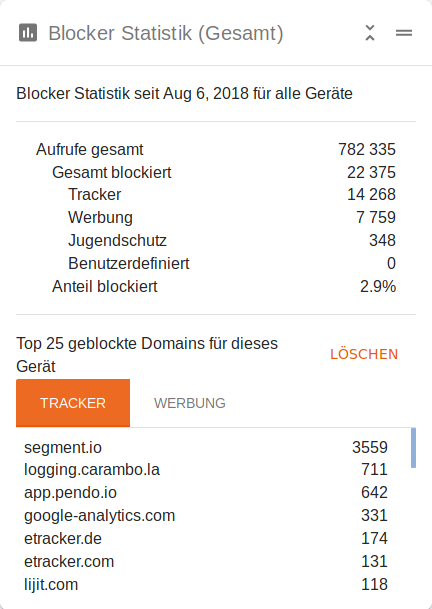 Blocker Statistik (Gesamt)
Blocker Statistik seit Aug 6, 2018 für alle Geräte
Aufrufe gesamt 782 335
Gesamt blockiert 22 375
Tracker 14 268
Werbung 7 759
Jugendschutz 348
Benutzerdefiniert 0
Anteil blockiert 2.9%
Top 25 geblockte Domains für dieses
Gerät
LÖSCHEN
TRACKER WERBUNG
segment.io 3559
logging.carambo.la 711
app.pendo.io 642
google-analytics.com 331
etracker.de 174
etracker.com 131
lijit.com 118